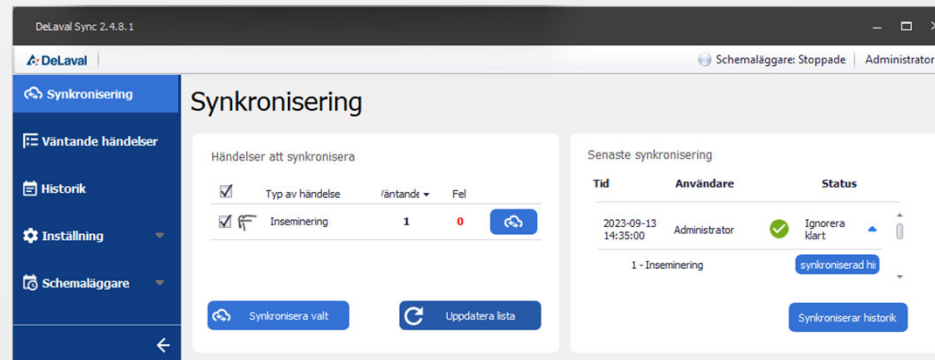 DeLaval Sync 2.4.8.1
DeLaval
Schemaläggare: Stoppade
Administrator
Synkronisering
Väntande händelser
Historik
Inställning
Schemaläggare
Synkronisering
Händelser att synkronisera
Typ av händelse
Väntande
Fel
Inseminering
1
0
Synkronisera valt
Uppdatera lista
Senaste synkronisering
Tid
Användare
Status
2023-09-13
14:35:00
Administrator
Ignorera
klart
1 - Inseminering
synkroniserad hi
Synkroniserar historik